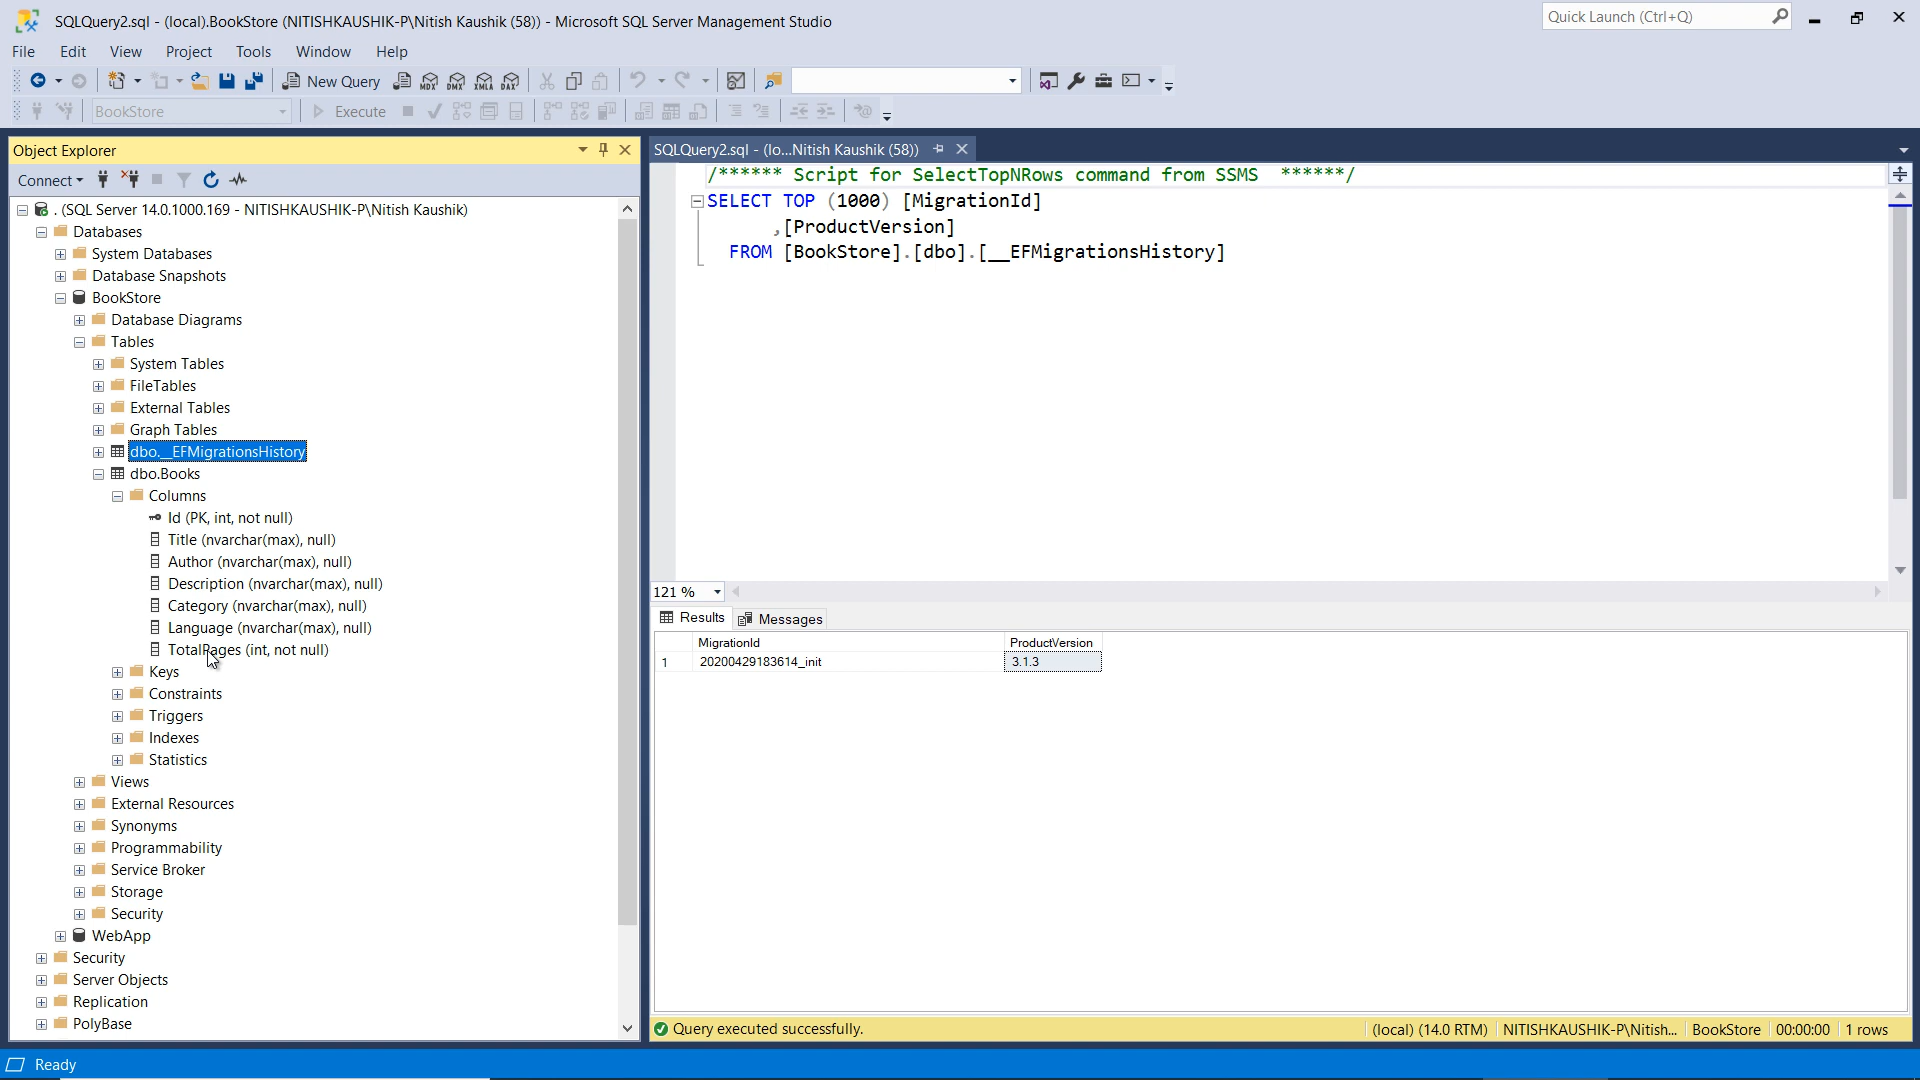 SQLQuery2.sql - (local).BookStore (NITISHKAUSHIK-P\Nitish Kaushik (58)) - Microsoft SQL Server Management Studio
Quick Launch (Ctrl+Q)
File Edit View Project Tools Window Help
New Query MDX DMX XMLA DAX
BookStore Execute
Object Explorer
Connect
. (SQL Server 14.0.1000.169 - NITISHKAUSHIK-P\Nitish Kaushik)
Databases
System Databases
Database Snapshots
BookStore
Database Diagrams
Tables
System Tables
FileTables
External Tables
Graph Tables
dbo.__EFMigrationsHistory
dbo.Books
Columns
Id (PK, int, not null)
Title (nvarchar(max), null)
Author (nvarchar(max), null)
Description (nvarchar(max), null)
Category (nvarchar(max), null)
Language (nvarchar(max), null)
TotalPages (int, not null)
Keys
Constraints
Triggers
Indexes
Statistics
Views
External Resources
Synonyms
Programmability
Service Broker
Storage
Security
WebApp
Security
Server Objects
Replication
PolyBase
SQLQuery2.sql - (lo...Nitish Kaushik (58))
/****** Script for SelectTopNRows command from SSMS ******/
SELECT TOP (1000) [MigrationId]
,[ProductVersion]
FROM [BookStore].[dbo].[__EFMigrationsHistory]
121 %
Results Messages
MigrationId ProductVersion
1 20200429183614_init 3.1.3
Query executed successfully. (local) (14.0 RTM) NITISHKAUSHIK-P\Nitish... BookStore 00:00:00 1 rows
Ready